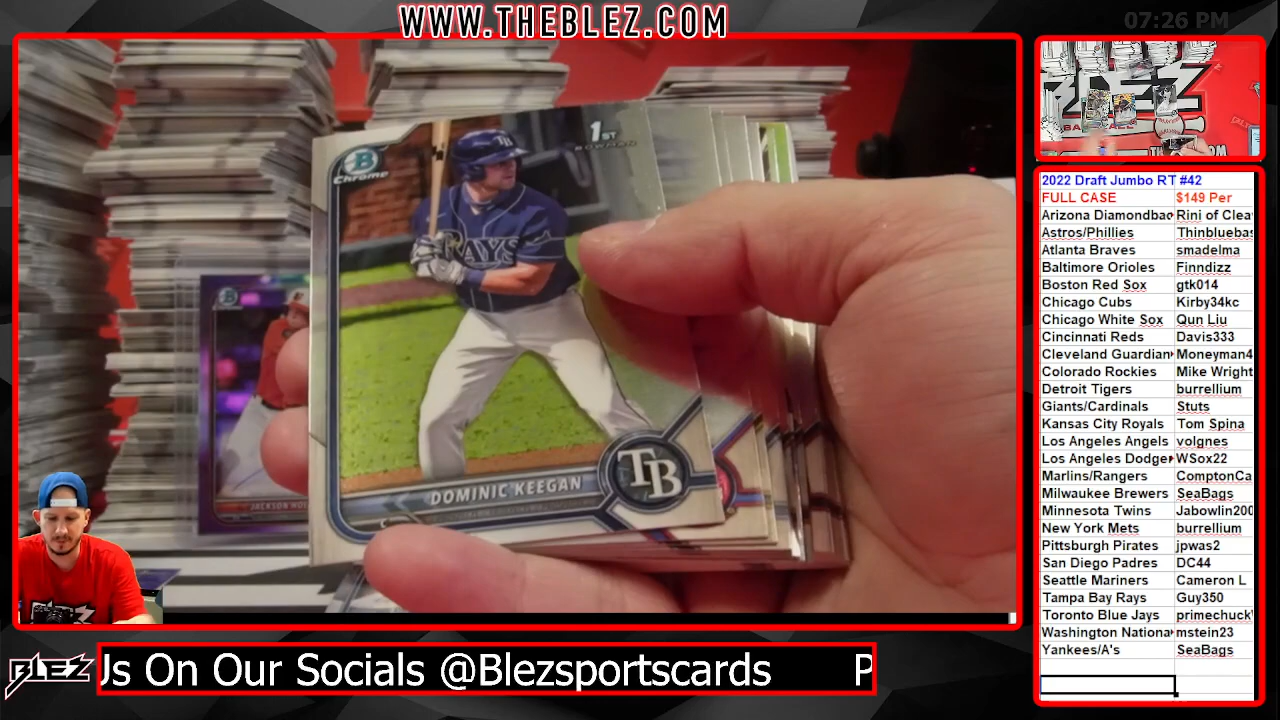 WWW.THEBLEZ.COM
07:26 PM
B
Chrome
1ST
BOWMAN
RAYS
TB
DOMINIC KEEGAN
B
JACKSON
2022 Draft Jumbo RT #42
FULL CASE $149 Per
Arizona Diamondbac Rini of Clea
Astros/Phillies Thinbluebas
Atlanta Braves smadelma
Baltimore Orioles Finndizz
Boston Red Sox gtk014
Chicago Cubs Kirby34kc
Chicago White Sox Qun Liu
Cincinnati Reds Davis333
Cleveland Guardian Moneyman4
Colorado Rockies Mike Wright
Detroit Tigers burrellium
Giants/Cardinals Stuts
Kansas City Royals Tom Spina
Los Angeles Angels volgnes
Los Angeles Dodge WSox22
Marlins/Rangers ComptonCa
Milwaukee Brewers SeaBags
Minnesota Twins Jabowlin200
New York Mets burrellium
Pittsburgh Pirates jpwas2
San Diego Padres DC44
Seattle Mariners Cameron L
Tampa Bay Rays Guy350
Toronto Blue Jays primechuck
Washington Nationa mstein23
Yankees/A's SeaBags
BLEZ
Us On Our Socials @Blezsportscards P